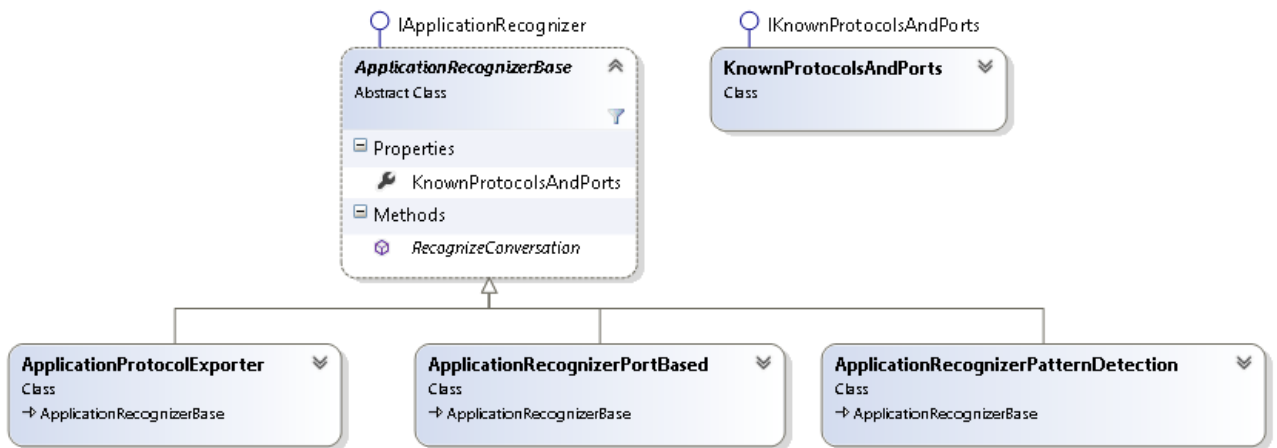 IApplicationRecognizer
IKnownProtocolsAndPorts
ApplicationRecognizerBase
Abstract Class
Properties
KnownProtocolsAndPorts
Methods
RecognizeConversation
KnownProtocolsAndPorts
Class
ApplicationProtocolExporter
Class
ApplicationRecognizerBase
ApplicationRecognizerPortBased
Class
ApplicationRecognizerBase
ApplicationRecognizerPatternDetection
Class
ApplicationRecognizerBase